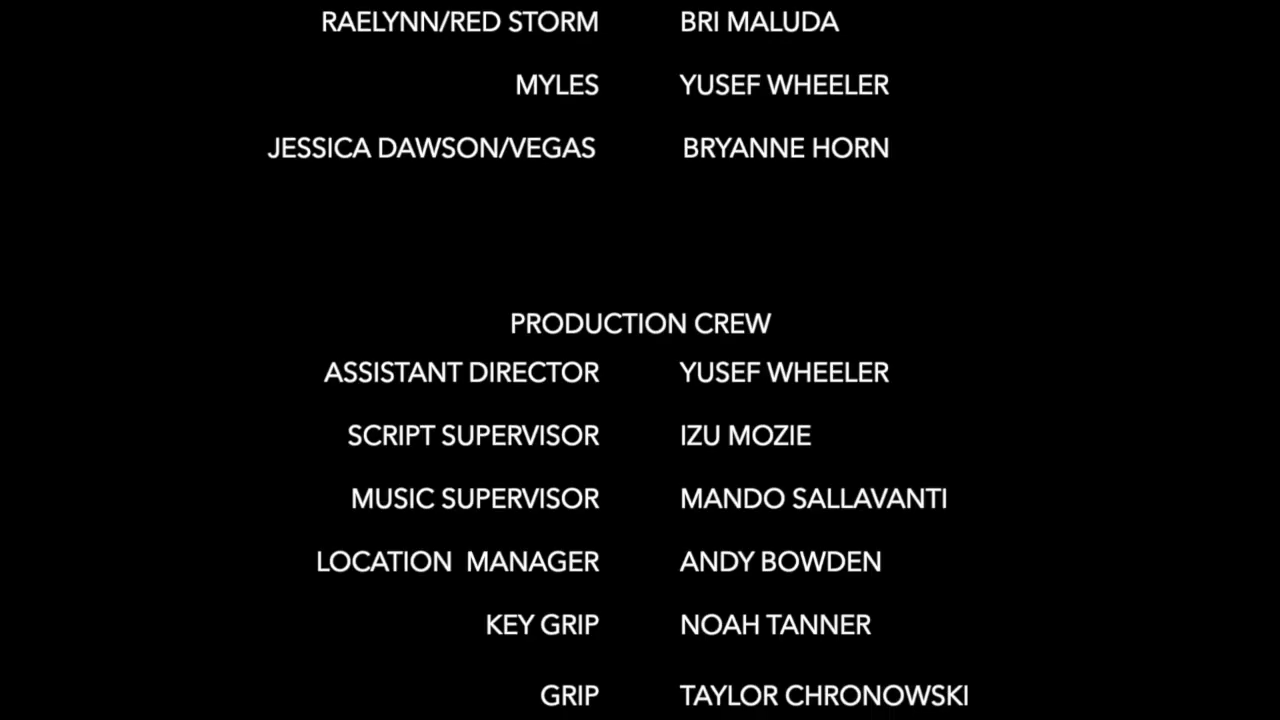 RAELYNN/RED STORM BRI MALUDA
MYLES YUSEF WHEELER
JESSICA DAWSON/VEGAS BRYANNE HORN
PRODUCTION CREW
ASSISTANT DIRECTOR YUSEF WHEELER
SCRIPT SUPERVISOR IZU MOZIE
MUSIC SUPERVISOR MANDO SALLAVANTI
LOCATION MANAGER ANDY BOWDEN
KEY GRIP NOAH TANNER
GRIP TAYLOR CHRONOWSKI